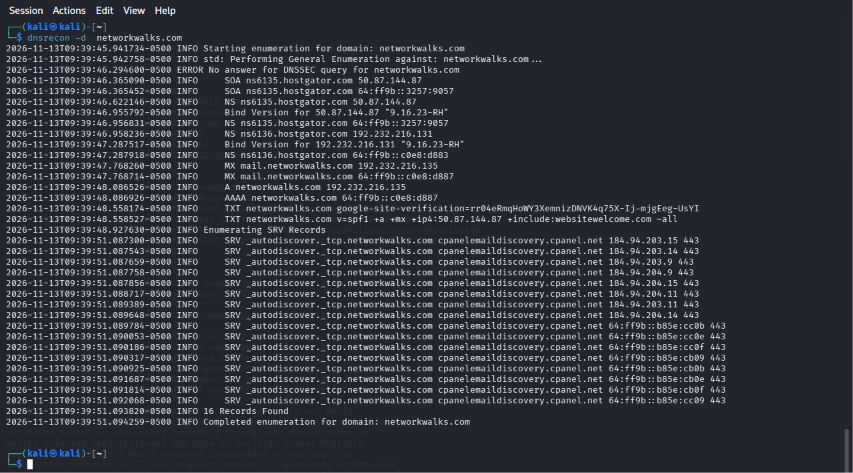 Session Actions Edit View Help
┌──(kali㉿kali)-[~]
└─$ dnsrecon -d networkwalks.com
2026-11-13T09:39:45.941734-0500 INFO Starting enumeration for domain: networkwalks.com
2026-11-13T09:39:45.942758-0500 INFO std: Performing General Enumeration against: networkwalks.com...
2026-11-13T09:39:46.294600-0500 ERROR No answer for DNSSEC query for networkwalks.com
2026-11-13T09:39:46.365090-0500 INFO SOA ns6135.hostgator.com 50.87.144.87
2026-11-13T09:39:46.365452-0500 INFO SOA ns6135.hostgator.com 64:ff9b::3257:9057
2026-11-13T09:39:46.622146-0500 INFO NS ns6135.hostgator.com 50.87.144.87
2026-11-13T09:39:46.955792-0500 INFO Bind Version for 50.87.144.87 "9.16.23-RH"
2026-11-13T09:39:46.956831-0500 INFO NS ns6135.hostgator.com 64:ff9b::3257:9057
2026-11-13T09:39:46.958236-0500 INFO NS ns6136.hostgator.com 192.232.216.131
2026-11-13T09:39:47.287517-0500 INFO Bind Version for 192.232.216.131 "9.16.23-RH"
2026-11-13T09:39:47.287918-0500 INFO NS ns6136.hostgator.com 64:ff9b::c0e8:d883
2026-11-13T09:39:47.768260-0500 INFO MX mail.networkwalks.com 192.232.216.135
2026-11-13T09:39:47.768714-0500 INFO MX mail.networkwalks.com 64:ff9b::c0e8:d887
2026-11-13T09:39:48.086526-0500 INFO A networkwalks.com 192.232.216.135
2026-11-13T09:39:48.086926-0500 INFO AAAA networkwalks.com 64:ff9b::c0e8:d887
2026-11-13T09:39:48.558174-0500 INFO TXT networkwalks.com google-site-verification=rr04eRmqHoWY3XemnizDNVK4q75X-Ij-mjgEeg-UsYI
2026-11-13T09:39:48.558527-0500 INFO TXT networkwalks.com v=spf1 +a +mx +ip4:50.87.144.87 +include:websitewelcome.com ~all
2026-11-13T09:39:48.927630-0500 INFO Enumerating SRV Records
2026-11-13T09:39:51.087300-0500 INFO SRV _autodiscover._tcp.networkwalks.com cpanelemaildiscovery.cpanel.net 184.94.203.15 443
2026-11-13T09:39:51.087543-0500 INFO SRV _autodiscover._tcp.networkwalks.com cpanelemaildiscovery.cpanel.net 184.94.203.14 443
2026-11-13T09:39:51.087659-0500 INFO SRV _autodiscover._tcp.networkwalks.com cpanelemaildiscovery.cpanel.net 184.94.203.9 443
2026-11-13T09:39:51.087758-0500 INFO SRV _autodiscover._tcp.networkwalks.com cpanelemaildiscovery.cpanel.net 184.94.204.9 443
2026-11-13T09:39:51.087856-0500 INFO SRV _autodiscover._tcp.networkwalks.com cpanelemaildiscovery.cpanel.net 184.94.204.15 443
2026-11-13T09:39:51.088717-0500 INFO SRV _autodiscover._tcp.networkwalks.com cpanelemaildiscovery.cpanel.net 184.94.204.11 443
2026-11-13T09:39:51.089389-0500 INFO SRV _autodiscover._tcp.networkwalks.com cpanelemaildiscovery.cpanel.net 184.94.203.11 443
2026-11-13T09:39:51.089648-0500 INFO SRV _autodiscover._tcp.networkwalks.com cpanelemaildiscovery.cpanel.net 184.94.204.14 443
2026-11-13T09:39:51.089784-0500 INFO SRV _autodiscover._tcp.networkwalks.com cpanelemaildiscovery.cpanel.net 64:ff9b::b85e:cc0b 443
2026-11-13T09:39:51.090053-0500 INFO SRV _autodiscover._tcp.networkwalks.com cpanelemaildiscovery.cpanel.net 64:ff9b::b85e:cc0e 443
2026-11-13T09:39:51.090186-0500 INFO SRV _autodiscover._tcp.networkwalks.com cpanelemaildiscovery.cpanel.net 64:ff9b::b85e:cc0f 443
2026-11-13T09:39:51.090317-0500 INFO SRV _autodiscover._tcp.networkwalks.com cpanelemaildiscovery.cpanel.net 64:ff9b::b85e:cb09 443
2026-11-13T09:39:51.090925-0500 INFO SRV _autodiscover._tcp.networkwalks.com cpanelemaildiscovery.cpanel.net 64:ff9b::b85e:cb0b 443
2026-11-13T09:39:51.091687-0500 INFO SRV _autodiscover._tcp.networkwalks.com cpanelemaildiscovery.cpanel.net 64:ff9b::b85e:cb0e 443
2026-11-13T09:39:51.091814-0500 INFO SRV _autodiscover._tcp.networkwalks.com cpanelemaildiscovery.cpanel.net 64:ff9b::b85e:cb0f 443
2026-11-13T09:39:51.092068-0500 INFO SRV _autodiscover._tcp.networkwalks.com cpanelemaildiscovery.cpanel.net 64:ff9b::b85e:cc09 443
2026-11-13T09:39:51.093820-0500 INFO 16 Records Found
2026-11-13T09:39:51.094259-0500 INFO Completed enumeration for domain: networkwalks.com
┌──(kali㉿kali)-[~]
└─$